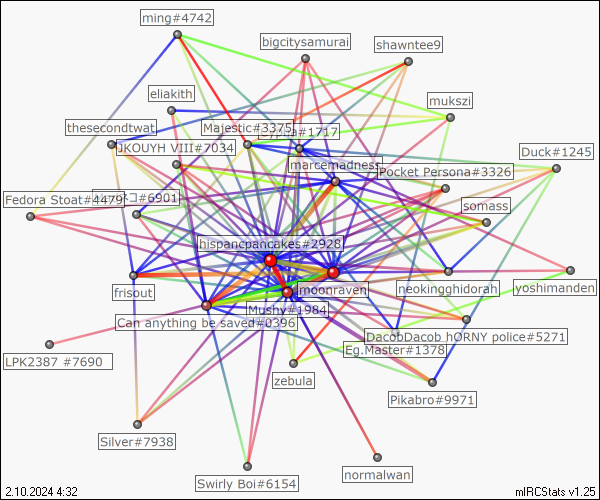 ming#4742
bigcitysamurai
shawntee9
eliakith
mukszi
thesecondtwat
Majestic#3375
#1717
JKOUYH VIII#7034
marcemadness
Duck#1245
Pocket Persona#3326
Fedora Stoat#4479
#6901
somass
hispanicpancakes#2928
frisout
moonraven
neokingghidorah
yoshimanden
Mushy#1984
Can anything be saved#0396
DacobDacob hORNY police#5271
Eg.Master#1378
LPK2387 #7690
zebula
Pikabro#9971
Silver#7938
Swirly Boi#6154
normalwan
2.10.2024 4:32
mIRCStats v1.25